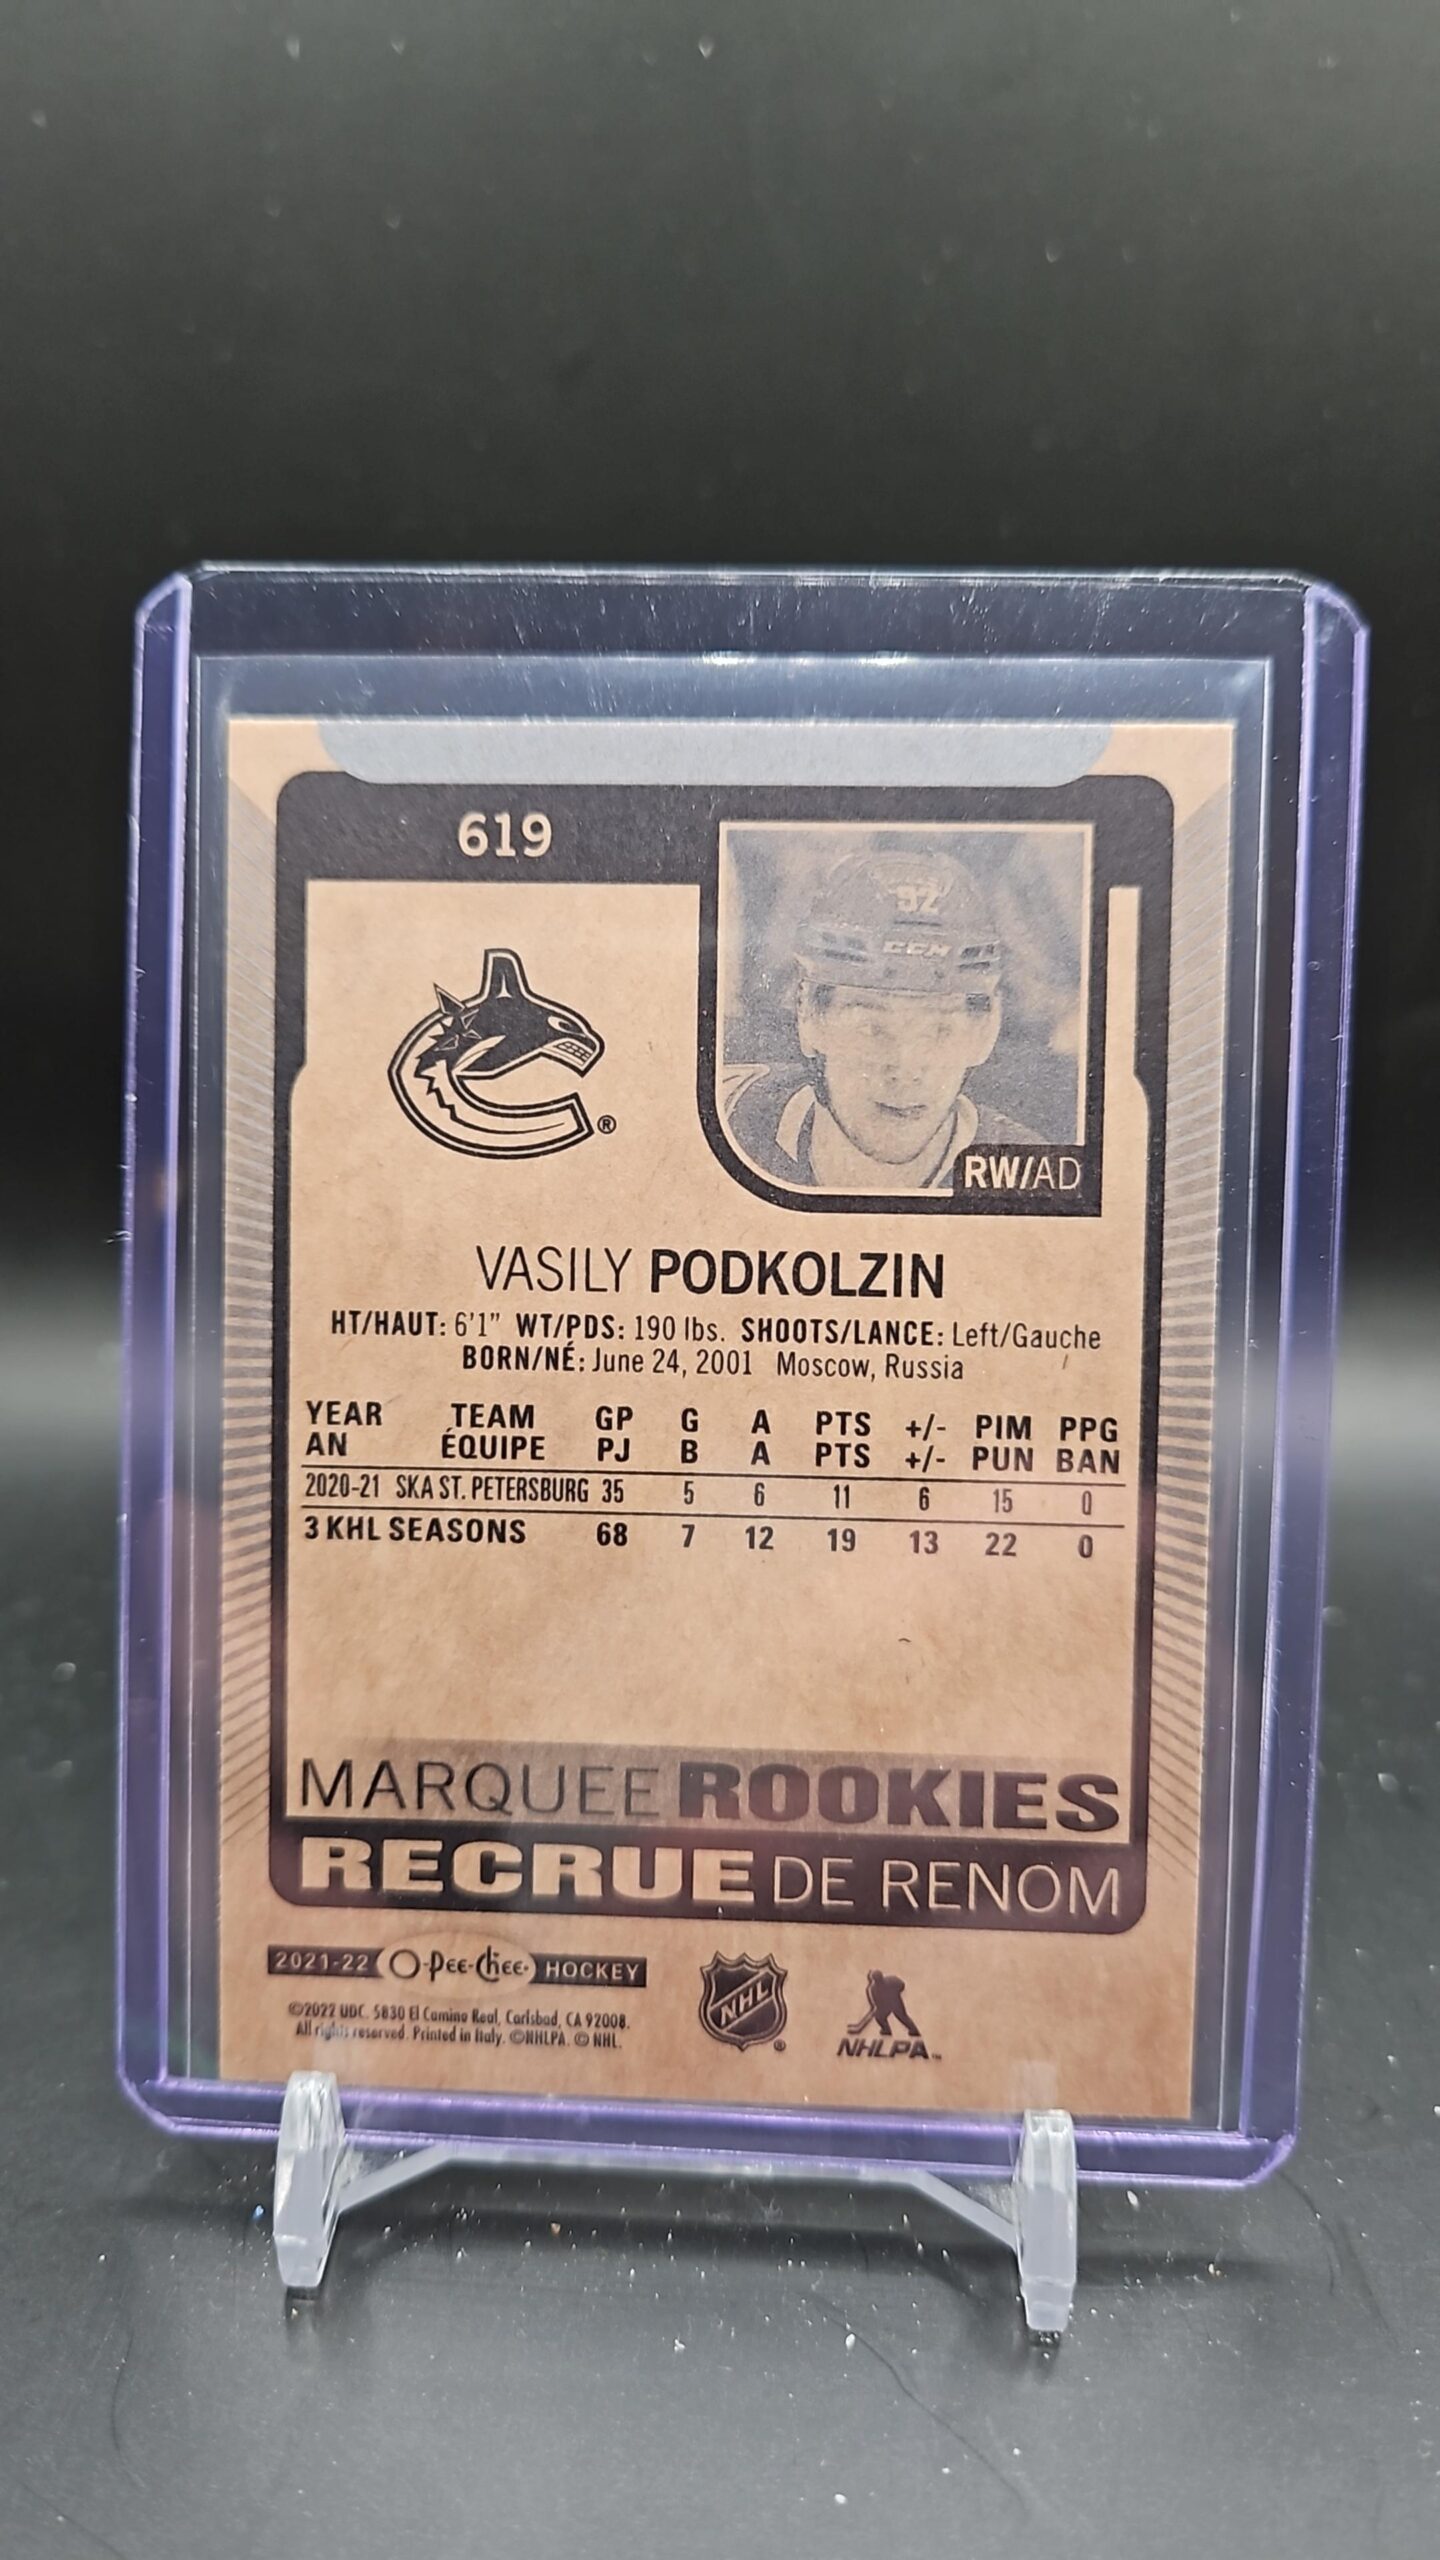 619
92
CCM
®
RW/AD
VASILY PODKOLZIN
HT/HAUT: 6'1" WT/PDS: 190 lbs. SHOOTS/LANCE: Left/Gauche
BORN/NÉ: June 24, 2001 Moscow, Russia
YEAR TEAM GP G A PTS +/- PIM PPG
AN ÉQUIPE PJ B A PTS +/- PUN BAN
2020-21 SKA ST. PETERSBURG 35 5 6 11 6 15 0
3 KHL SEASONS 68 7 12 19 13 22 0
MARQUEE ROOKIES
RECRUE DE RENOM
2021-22 O-Pee-Chee HOCKEY
©2022 UDC. 5830 El Camino Real, Carlsbad, CA 92008.
All rights reserved. Printed in Italy. ©NHLPA. © NHL.
NHL ®
NHLPA™